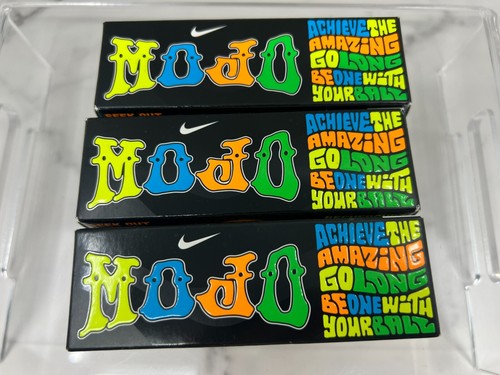 MOJO
ACHIEVE THE
AMAZING
GO LONG
BE ONE WITH
YOUR BALL
MOJO
ACHIEVE THE
AMAZING
GO LONG
BE ONE WITH
YOUR BALL
MOJO
ACHIEVE THE
AMAZING
GO LONG
BE ONE WITH
YOUR BALL